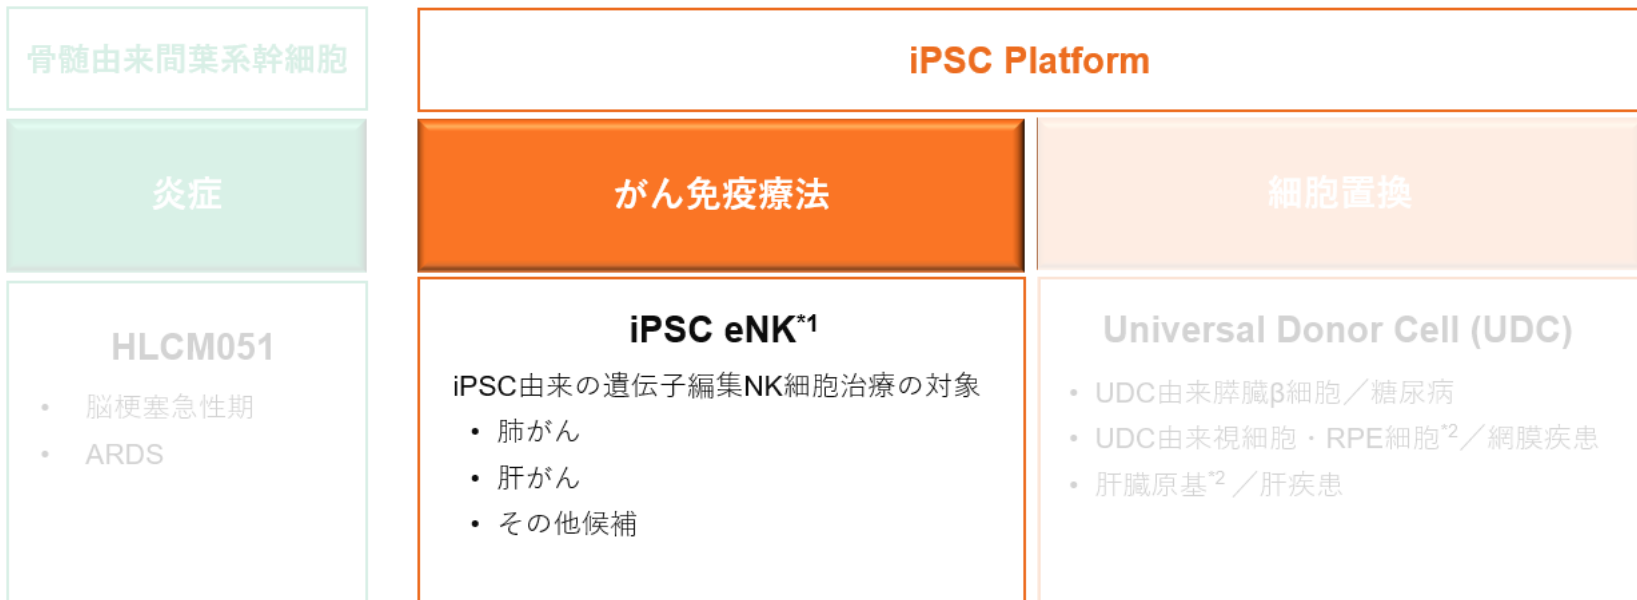 骨髄由来間葉系幹細胞
iPSC Platform
炎症
がん免疫療法
細胞置換
HLCM051
• 脳梗塞急性期
• ARDS
iPSC eNK*1
iPSC由来の遺伝子編集NK細胞治療の対象
• 肺がん
• 肝がん
• その他候補
Universal Donor Cell (UDC)
• UDC由来膵臓β細胞／糖尿病
• UDC由来視細胞・RPE細胞*2／網膜疾患
• 肝臓原基*2 ／肝疾患